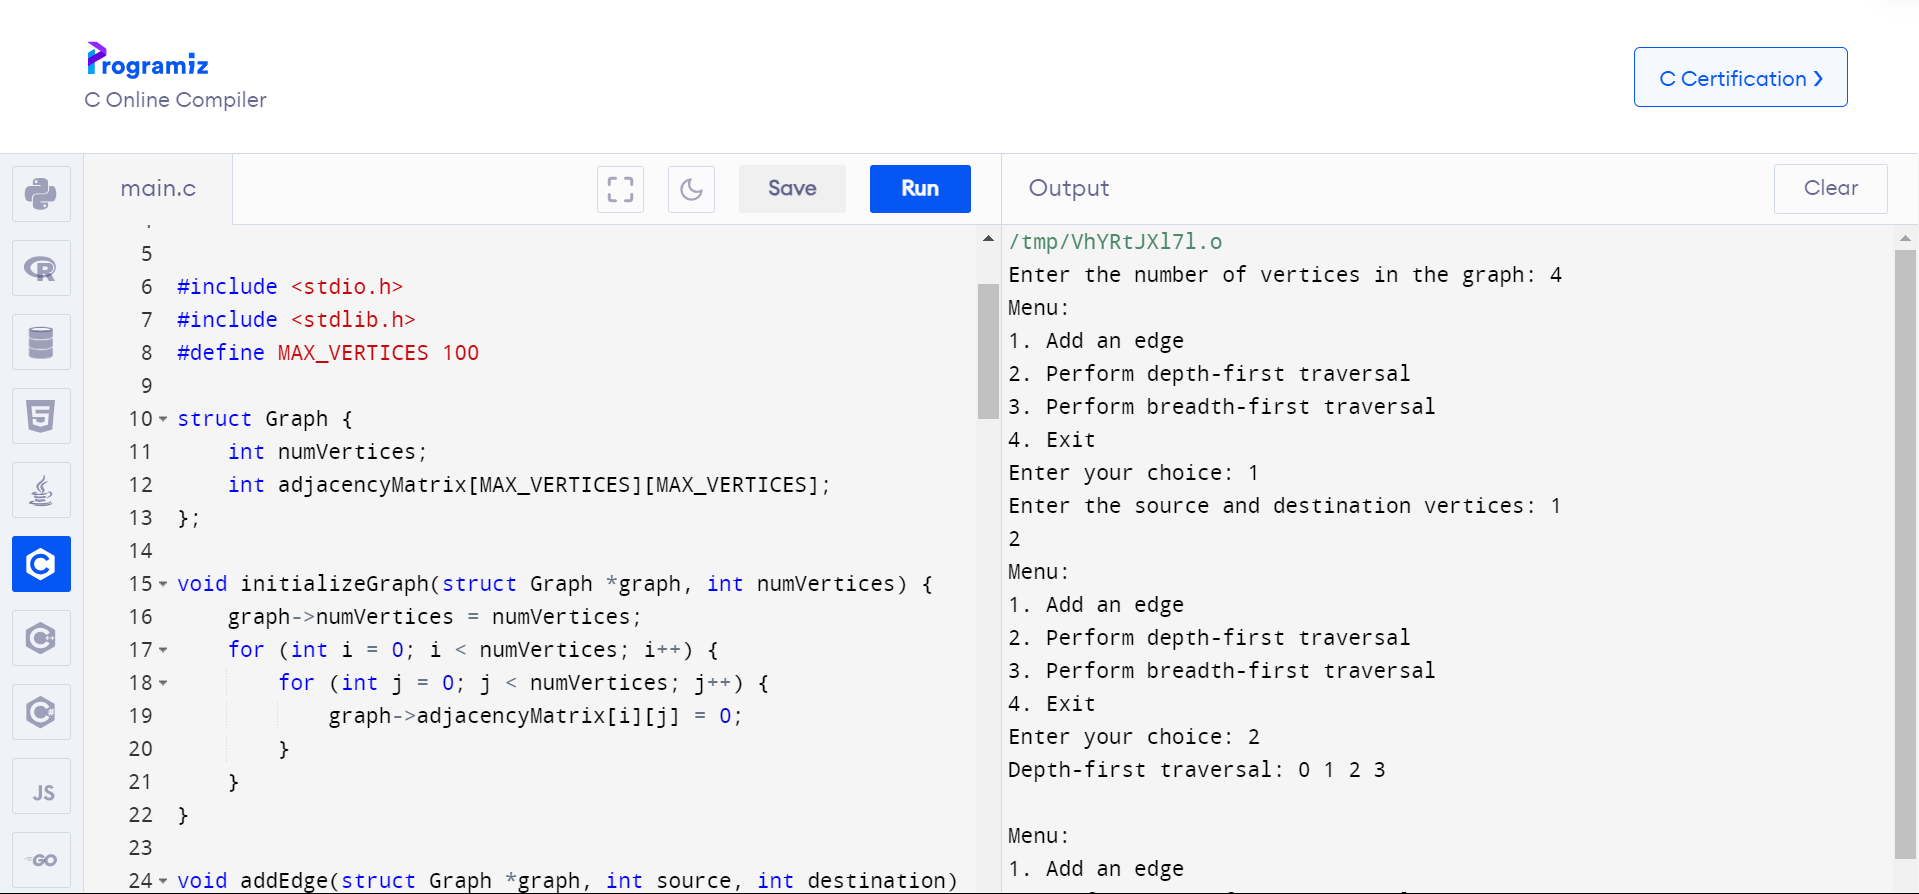 Programiz
C Online Compiler
C Certification ❯
main.c
Save
Run
Output
Clear
5
6 #include <stdio.h>
7 #include <stdlib.h>
8 #define MAX_VERTICES 100
9
10 struct Graph {
11     int numVertices;
12     int adjacencyMatrix[MAX_VERTICES][MAX_VERTICES];
13 };
14
15 void initializeGraph(struct Graph *graph, int numVertices) {
16     graph->numVertices = numVertices;
17     for (int i = 0; i < numVertices; i++) {
18         for (int j = 0; j < numVertices; j++) {
19             graph->adjacencyMatrix[i][j] = 0;
20         }
21     }
22 }
23
24 void addEdge(struct Graph *graph, int source, int destination)
/tmp/VhYRtJXl7l.o
Enter the number of vertices in the graph: 4
Menu:
1. Add an edge
2. Perform depth-first traversal
3. Perform breadth-first traversal
4. Exit
Enter your choice: 1
Enter the source and destination vertices: 1
2
Menu:
1. Add an edge
2. Perform depth-first traversal
3. Perform breadth-first traversal
4. Exit
Enter your choice: 2
Depth-first traversal: 0 1 2 3
Menu:
1. Add an edge
R
5
C
C
C#
JS
GO